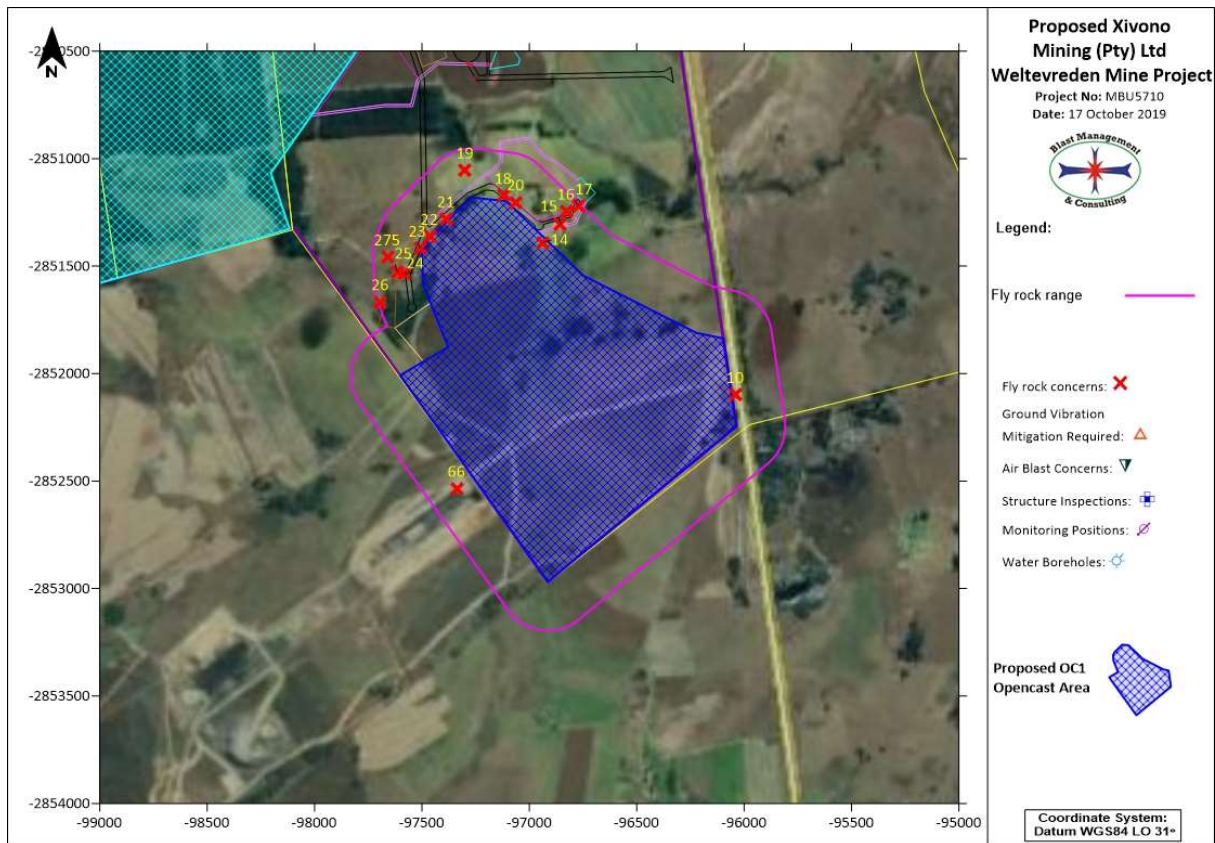 -2850500
-2851000
-2851500
-2852000
-2852500
-2853000
-2853500
-2854000
-99000
-98500
-98000
-97500
-97000
-96500
-96000
-95500
-95000
N
19
18
20
16
17
15
14
21
22
23
275
25
24
26
10
66
Proposed Xivono
Mining (Pty) Ltd
Weltevreden Mine Project
Project No: MBU5710
Date: 17 October 2019
Blast Management
& Consulting
Legend:
Fly rock range
Fly rock concerns:
Ground Vibration
Mitigation Required:
Air Blast Concerns:
Structure Inspections:
Monitoring Positions:
Water Boreholes:
Proposed OC1
Opencast Area
Coordinate System:
Datum WGS84 LO 31°